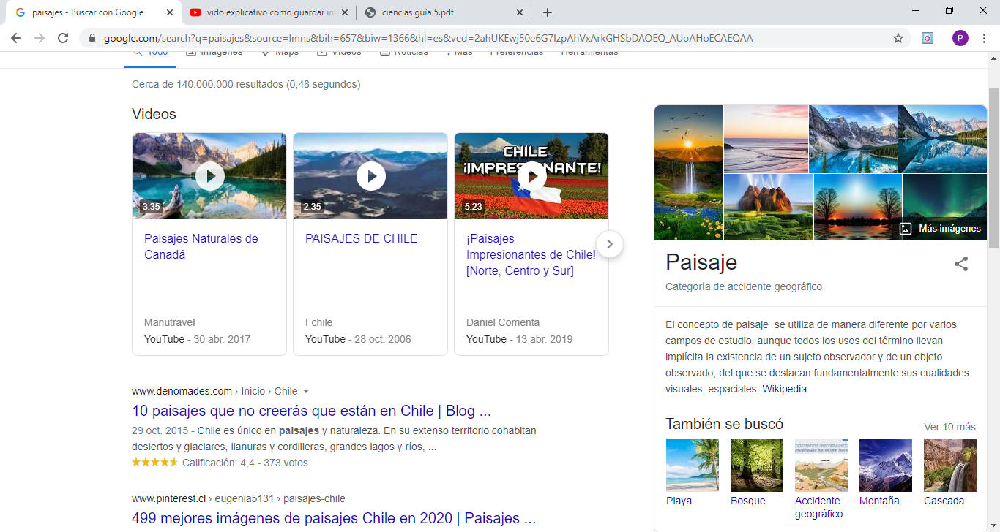 paisajes - Buscar con Google
vido explicativo como guardar in
ciencias guía 5.pdf
google.com/search?q=paisajes&source=lmns&bih=657&biw=1366&hl=es&ved=2ahUKEwj50e6G7IzpAhVxArkGHSbDAOEQ_AUoAHoECAEQAA
P
Todo Imágenes Maps Videos Noticias Más Preferencias Herramientas
Cerca de 140.000.000 resultados (0,48 segundos)
Videos
3:35
Paisajes Naturales de
Canadá
Manutravel
YouTube - 30 abr. 2017
2:35
PAISAJES DE CHILE
Fchile
YouTube - 28 oct. 2006
CHILE
¡IMPRESIONANTE!
5:23
¡Paisajes
Impresionantes de Chile!
[Norte, Centro y Sur]
Daniel Comenta
YouTube - 13 abr. 2019
www.denomades.com › Inicio › Chile
10 paisajes que no creerás que están en Chile | Blog ...
29 oct. 2015 - Chile es único en paisajes y naturaleza. En su extenso territorio cohabitan
desiertos y glaciares, llanuras y cordilleras, grandes lagos y ríos, ...
Calificación: 4,4 - 373 votos
www.pinterest.cl › eugenia5131 › paisajes-chile
499 mejores imágenes de paisajes Chile en 2020 | Paisajes ...
Más imágenes
Paisaje
Categoría de accidente geográfico
El concepto de paisaje se utiliza de manera diferente por varios
campos de estudio, aunque todos los usos del término llevan
implícita la existencia de un sujeto observador y de un objeto
observado, del que se destacan fundamentalmente sus cualidades
visuales, espaciales. Wikipedia
También se buscó
Ver 10 más
Playa
Bosque
Accidente
geográfico
Montaña
Cascada